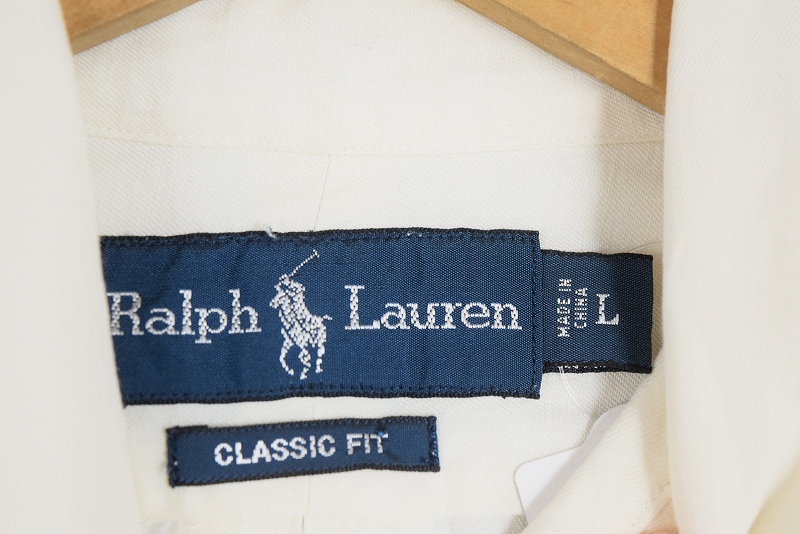 Ralph Lauren
MADE IN
CHINA
L
CLASSIC FIT